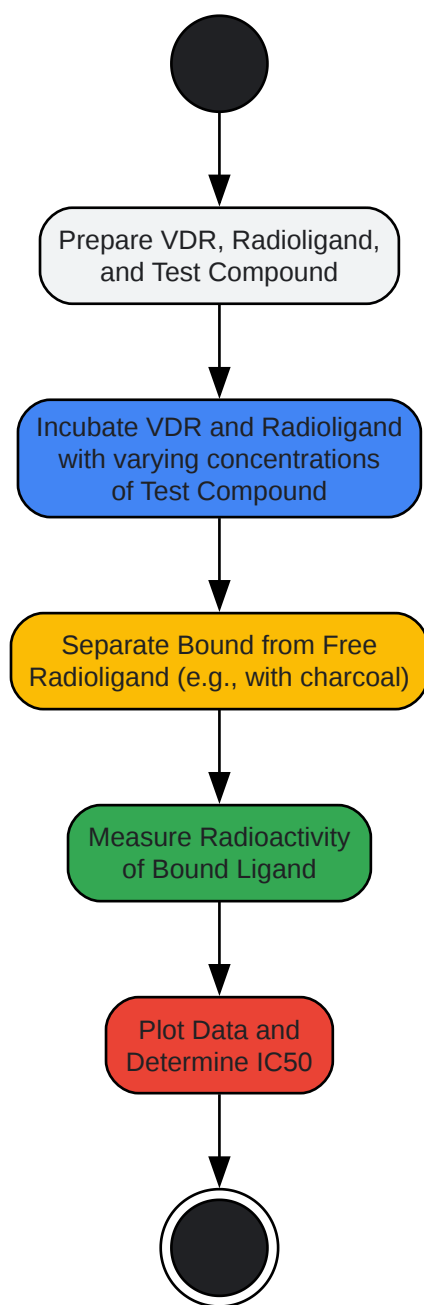 Prepare VDR, Radioligand,
and Test Compound
Incubate VDR and Radioligand
with varying concentrations
of Test Compound
Separate Bound from Free
Radioligand (e.g., with charcoal)
Measure Radioactivity
of Bound Ligand
Plot Data and
Determine IC50